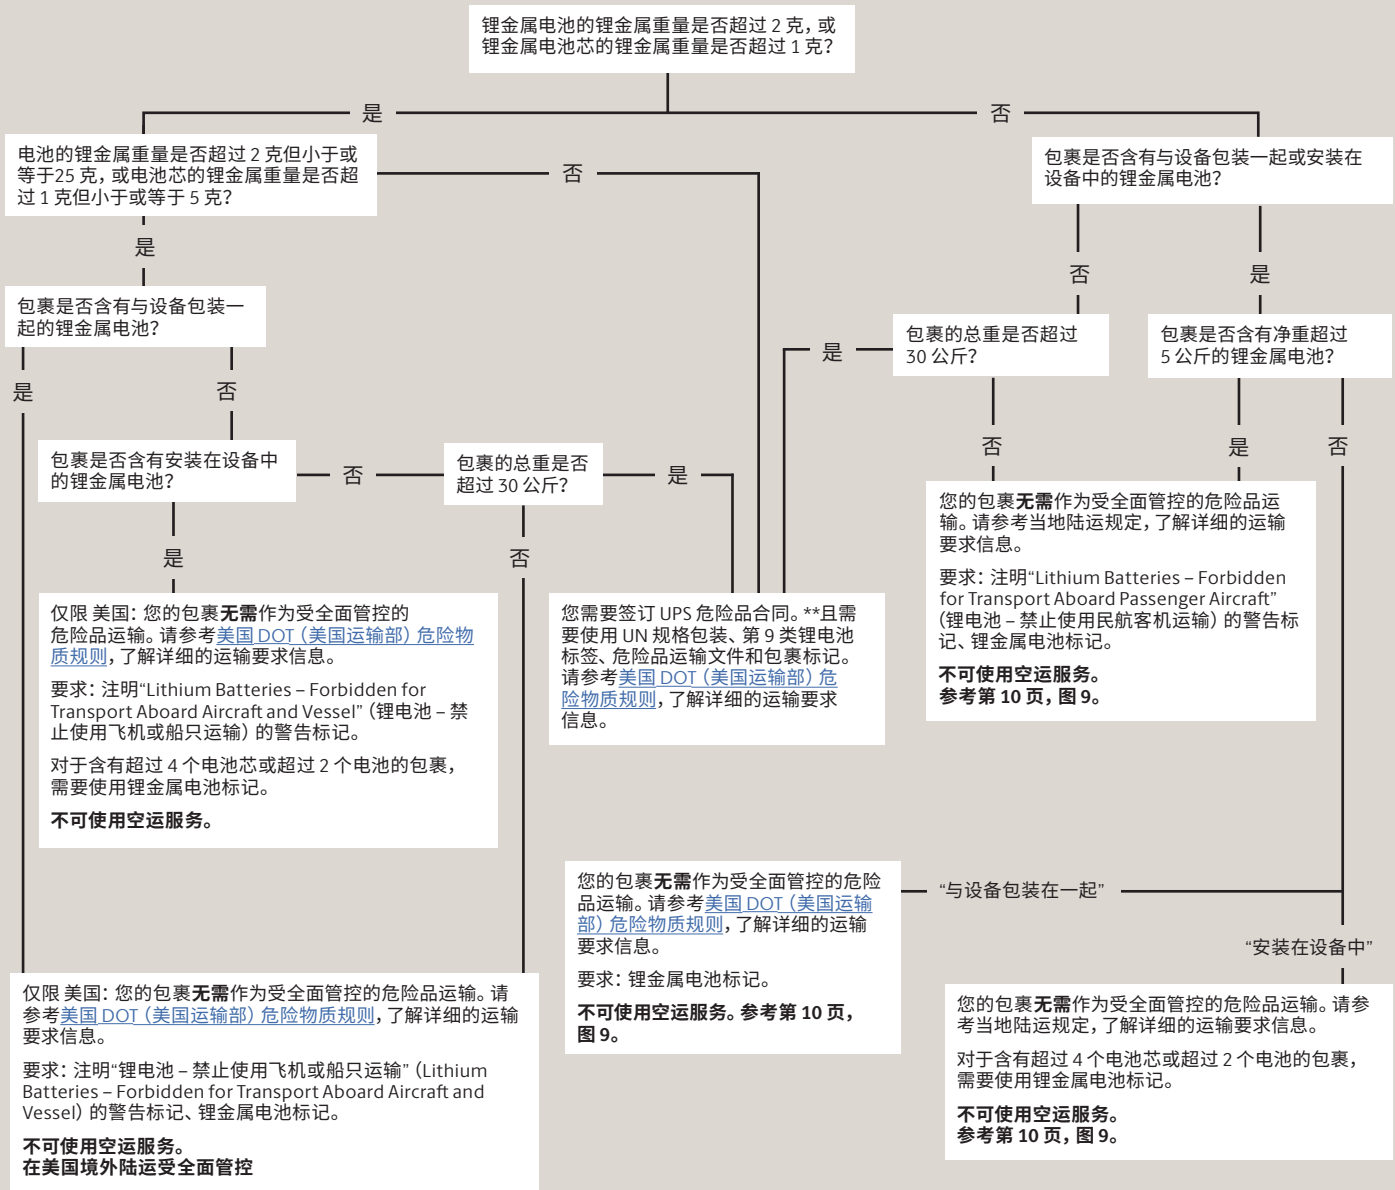 锂金属电池的锂金属重量是否超过 2 克，或
锂金属电池芯的锂金属重量是否超过 1 克？
是
否
电池的锂金属重量是否超过 2 克但小于或
等于25 克，或电池芯的锂金属重量是否超
过 1 克但小于或等于 5 克？
否
包裹是否含有与设备包装一起或安装在
设备中的锂金属电池？
是
否
是
包裹是否含有与设备包装一
起的锂金属电池？
包裹的总重是否超过
30 公斤？
包裹是否含有净重超过
5 公斤的锂金属电池？
是
是
否
否
是
否
包裹是否含有安装在设备中
的锂金属电池？
否
包裹的总重是否
超过 30 公斤？
是
是
否
您的包裹无需作为受全面管控的危险品运
输。请参考当地陆运规定，了解详细的运输
要求信息。
要求：注明“Lithium Batteries – Forbidden
for Transport Aboard Passenger Aircraft”
（锂电池 – 禁止使用民航客机运输）的警告标
记、锂金属电池标记。
不可使用空运服务。
参考第 10 页，图 9。
仅限 美国：您的包裹无需作为受全面管控的
危险品运输。请参考美国 DOT（美国运输部）危险物
质规则，了解详细的运输要求信息。
要求：注明“Lithium Batteries – Forbidden for
Transport Aboard Aircraft and Vessel”（锂电池 – 禁
止使用飞机或船只运输）的警告标记。
对于含有超过 4 个电池芯或超过 2 个电池的包裹，
需要使用锂金属电池标记。
不可使用空运服务。
您需要签订 UPS 危险品合同。**且需
要使用 UN 规格包装、第 9 类锂电池
标签、危险品运输文件和包裹标记。
请参考美国 DOT（美国运输部）危
险物质规则，了解详细的运输要求
信息。
您的包裹无需作为受全面管控的危险
品运输。请参考美国 DOT（美国运输
部）危险物质规则，了解详细的运输
要求信息。
要求：锂金属电池标记。
不可使用空运服务。参考第 10 页，
图 9。
“与设备包装在一起”
“安装在设备中”
仅限 美国：您的包裹无需作为受全面管控的危险品运输。请
参考美国 DOT（美国运输部）危险物质规则，了解详细的运输
要求信息。
要求：注明“锂电池 – 禁止使用飞机或船只运输”（Lithium
Batteries – Forbidden for Transport Aboard Aircraft and
Vessel）的警告标记、锂金属电池标记。
不可使用空运服务。
在美国境外陆运受全面管控
您的包裹无需作为受全面管控的危险品运输。请参
考当地陆运规定，了解详细的运输要求信息。
对于含有超过 4 个电池芯或超过 2 个电池的包裹，
需要使用锂金属电池标记。
不可使用空运服务。
参考第 10 页，图 9。